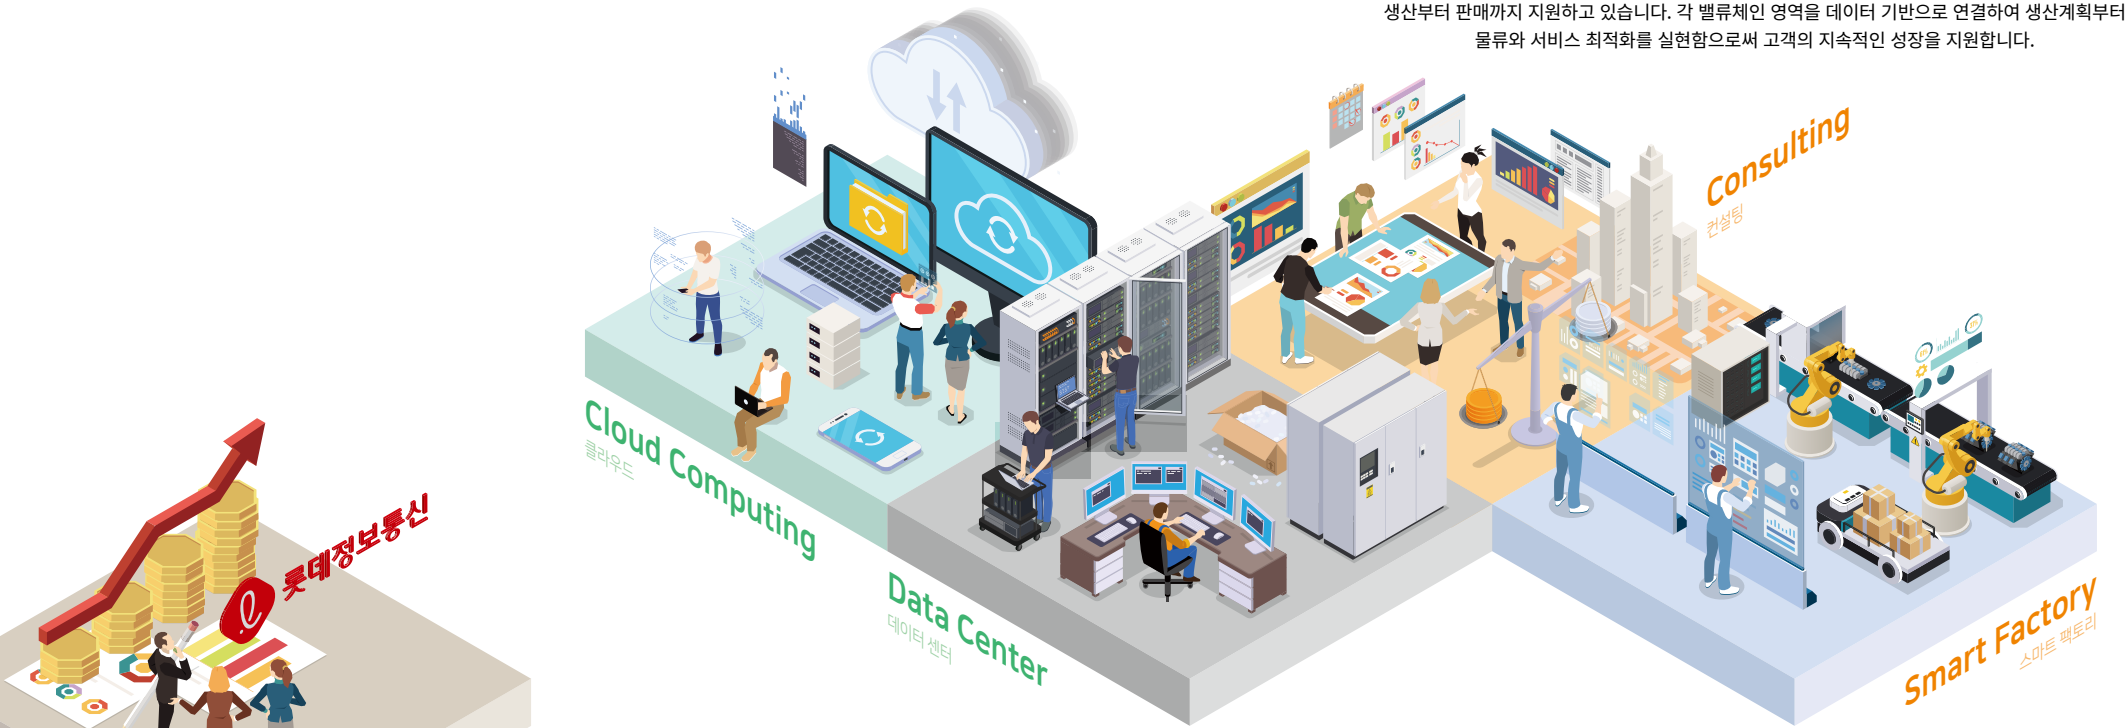 생산부터 판매까지 지원하고 있습니다. 각 밸류체인 영역을 데이터 기반으로 연결하여 생산계획부터
물류와 서비스 최적화를 실현함으로써 고객의 지속적인 성장을 지원합니다.
Consulting
컨설팅
Cloud Computing
클라우드
롯데정보통신
Data Center
데이터 센터
Smart Factory
스마트 팩토리